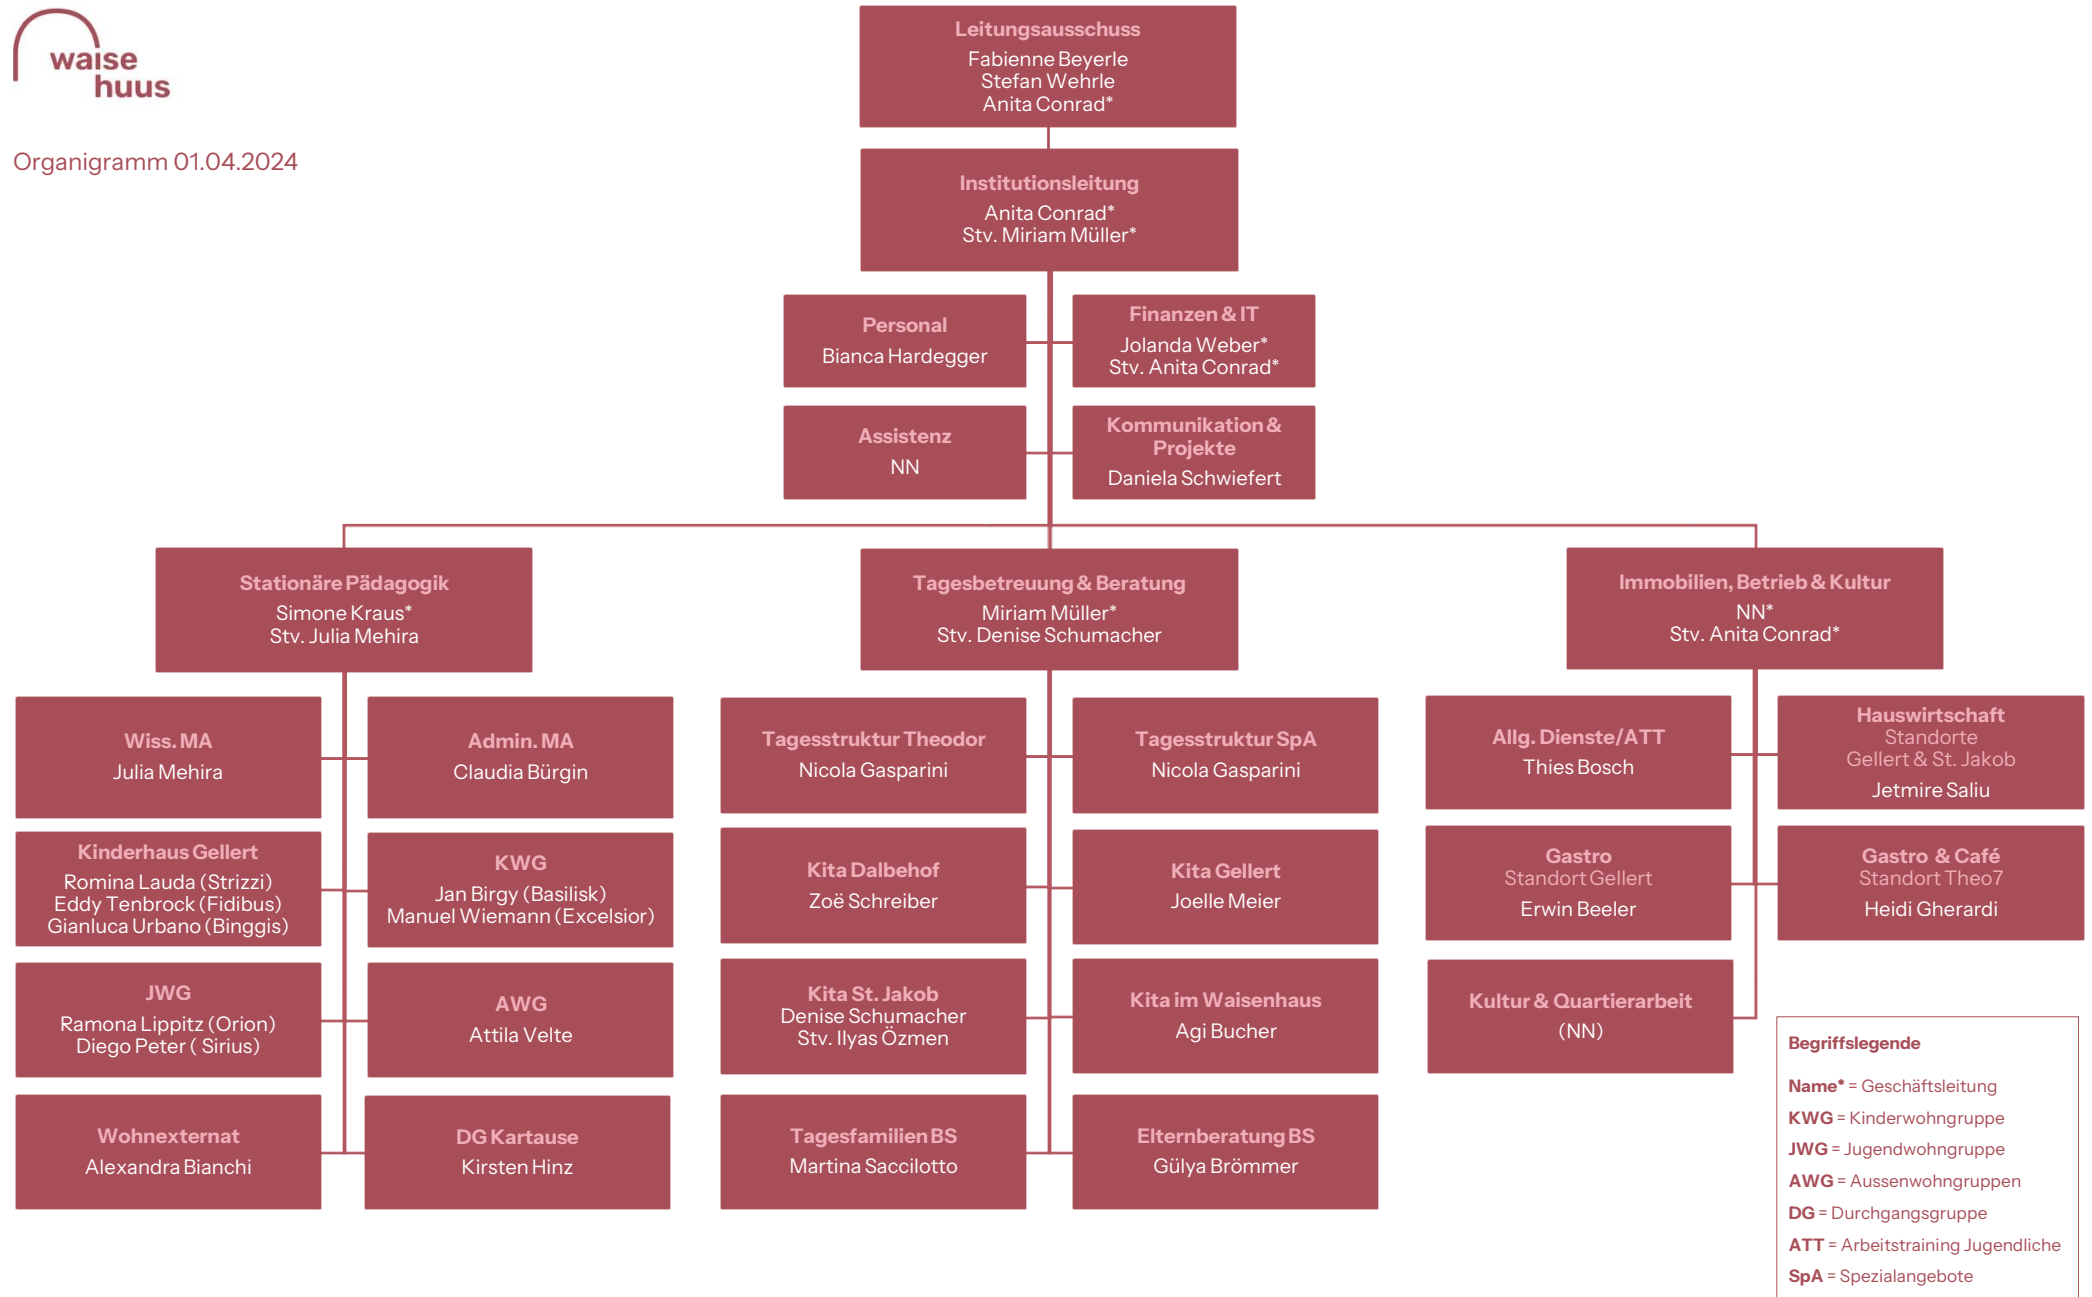 waise
huus
Organigramm 01.04.2024
Leitungsausschuss
Fabienne Beyerle
Stefan Wehrle
Anita Conrad*
Institutionsleitung
Anita Conrad*
Stv. Miriam Müller*
Personal
Bianca Hardegger
Finanzen & IT
Jolanda Weber*
Stv. Anita Conrad*
Assistenz
NN
Kommunikation &
Projekte
Daniela Schwiefert
Stationäre Pädagogik
Simone Kraus*
Stv. Julia Mehira
Tagesbetreuung & Beratung
Miriam Müller*
Stv. Denise Schumacher
Immobilien, Betrieb & Kultur
NN*
Stv. Anita Conrad*
Wiss. MA
Julia Mehira
Admin. MA
Claudia Bürgin
Kinderhaus Gellert
Romina Lauda (Strizzi)
Eddy Tenbrock (Fidibus)
Gianluca Urbano (Binggis)
KWG
Jan Birgy (Basilisk)
Manuel Wiemann (Excelsior)
JWG
Ramona Lippitz (Orion)
Diego Peter ( Sirius)
AWG
Attila Velte
Wohnexternat
Alexandra Bianchi
DG Kartause
Kirsten Hinz
Tagesstruktur Theodor
Nicola Gasparini
Tagesstruktur SpA
Nicola Gasparini
Kita Dalbehof
Zoë Schreiber
Kita Gellert
Joelle Meier
Kita St. Jakob
Denise Schumacher
Stv. Ilyas Özmen
Kita im Waisenhaus
Agi Bucher
Tagesfamilien BS
Martina Saccilotto
Elternberatung BS
Gülya Brömmer
Allg. Dienste/ATT
Thies Bosch
Hauswirtschaft
Standorte
Gellert & St. Jakob
Jetmire Saliu
Gastro
Standort Gellert
Erwin Beeler
Gastro & Café
Standort Theo7
Heidi Gherardi
Kultur & Quartierarbeit
(NN)
Begriffslegende
Name* = Geschäftsleitung
KWG = Kinderwohngruppe
JWG = Jugendwohngruppe
AWG = Aussenwohngruppen
DG = Durchgangsgruppe
ATT = Arbeitstraining Jugendliche
SpA = Spezialangebote